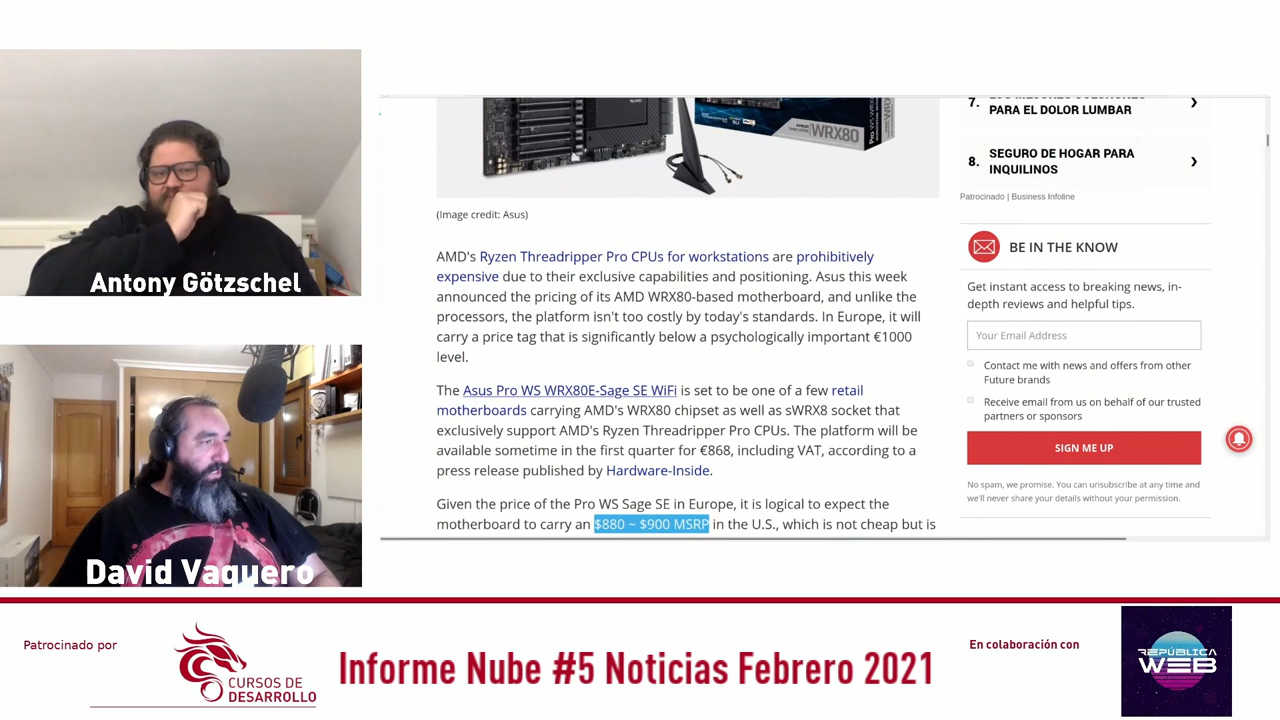 Antony Götzschel
David Vaquero
WRX80
(Image credit: Asus)
AMD's Ryzen Threadripper Pro CPUs for workstations are prohibitively
expensive due to their exclusive capabilities and positioning. Asus this week
announced the pricing of its AMD WRX80-based motherboard, and unlike the
processors, the platform isn't too costly by today's standards. In Europe, it will
carry a price tag that is significantly below a psychologically important €1000
level.
The Asus Pro WS WRX80E-Sage SE WiFi is set to be one of a few retail
motherboards carrying AMD's WRX80 chipset as well as sWRX8 socket that
exclusively support AMD's Ryzen Threadripper Pro CPUs. The platform will be
available sometime in the first quarter for €868, including VAT, according to a
press release published by Hardware-Inside.
Given the price of the Pro WS Sage SE in Europe, it is logical to expect the
motherboard to carry an $880 ~ $900 MSRP in the U.S., which is not cheap but is
7.
PARA EL DOLOR LUMBAR
8. SEGURO DE HOGAR PARA
INQUILINOS
Patrocinado | Business Infoline
BE IN THE KNOW
Get instant access to breaking news, in-
depth reviews and helpful tips.
Your Email Address
Contact me with news and offers from other
Future brands
Receive email from us on behalf of our trusted
partners or sponsors
SIGN ME UP
No spam, we promise. You can unsubscribe at any time and
we'll never share your details without your permission.
Patrocinado por
CURSOS DE
DESARROLLO
Informe Nube #5 Noticias Febrero 2021
En colaboración con
REPÚBLICA
WEB